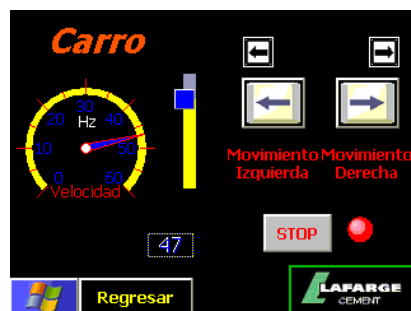 Carro
30
20
40
Hz
10
50
0
60
Velocidad
47
Movimiento
Izquierda
Movimiento
Derecha
STOP
Regresar
LAFARGE
CEMENT